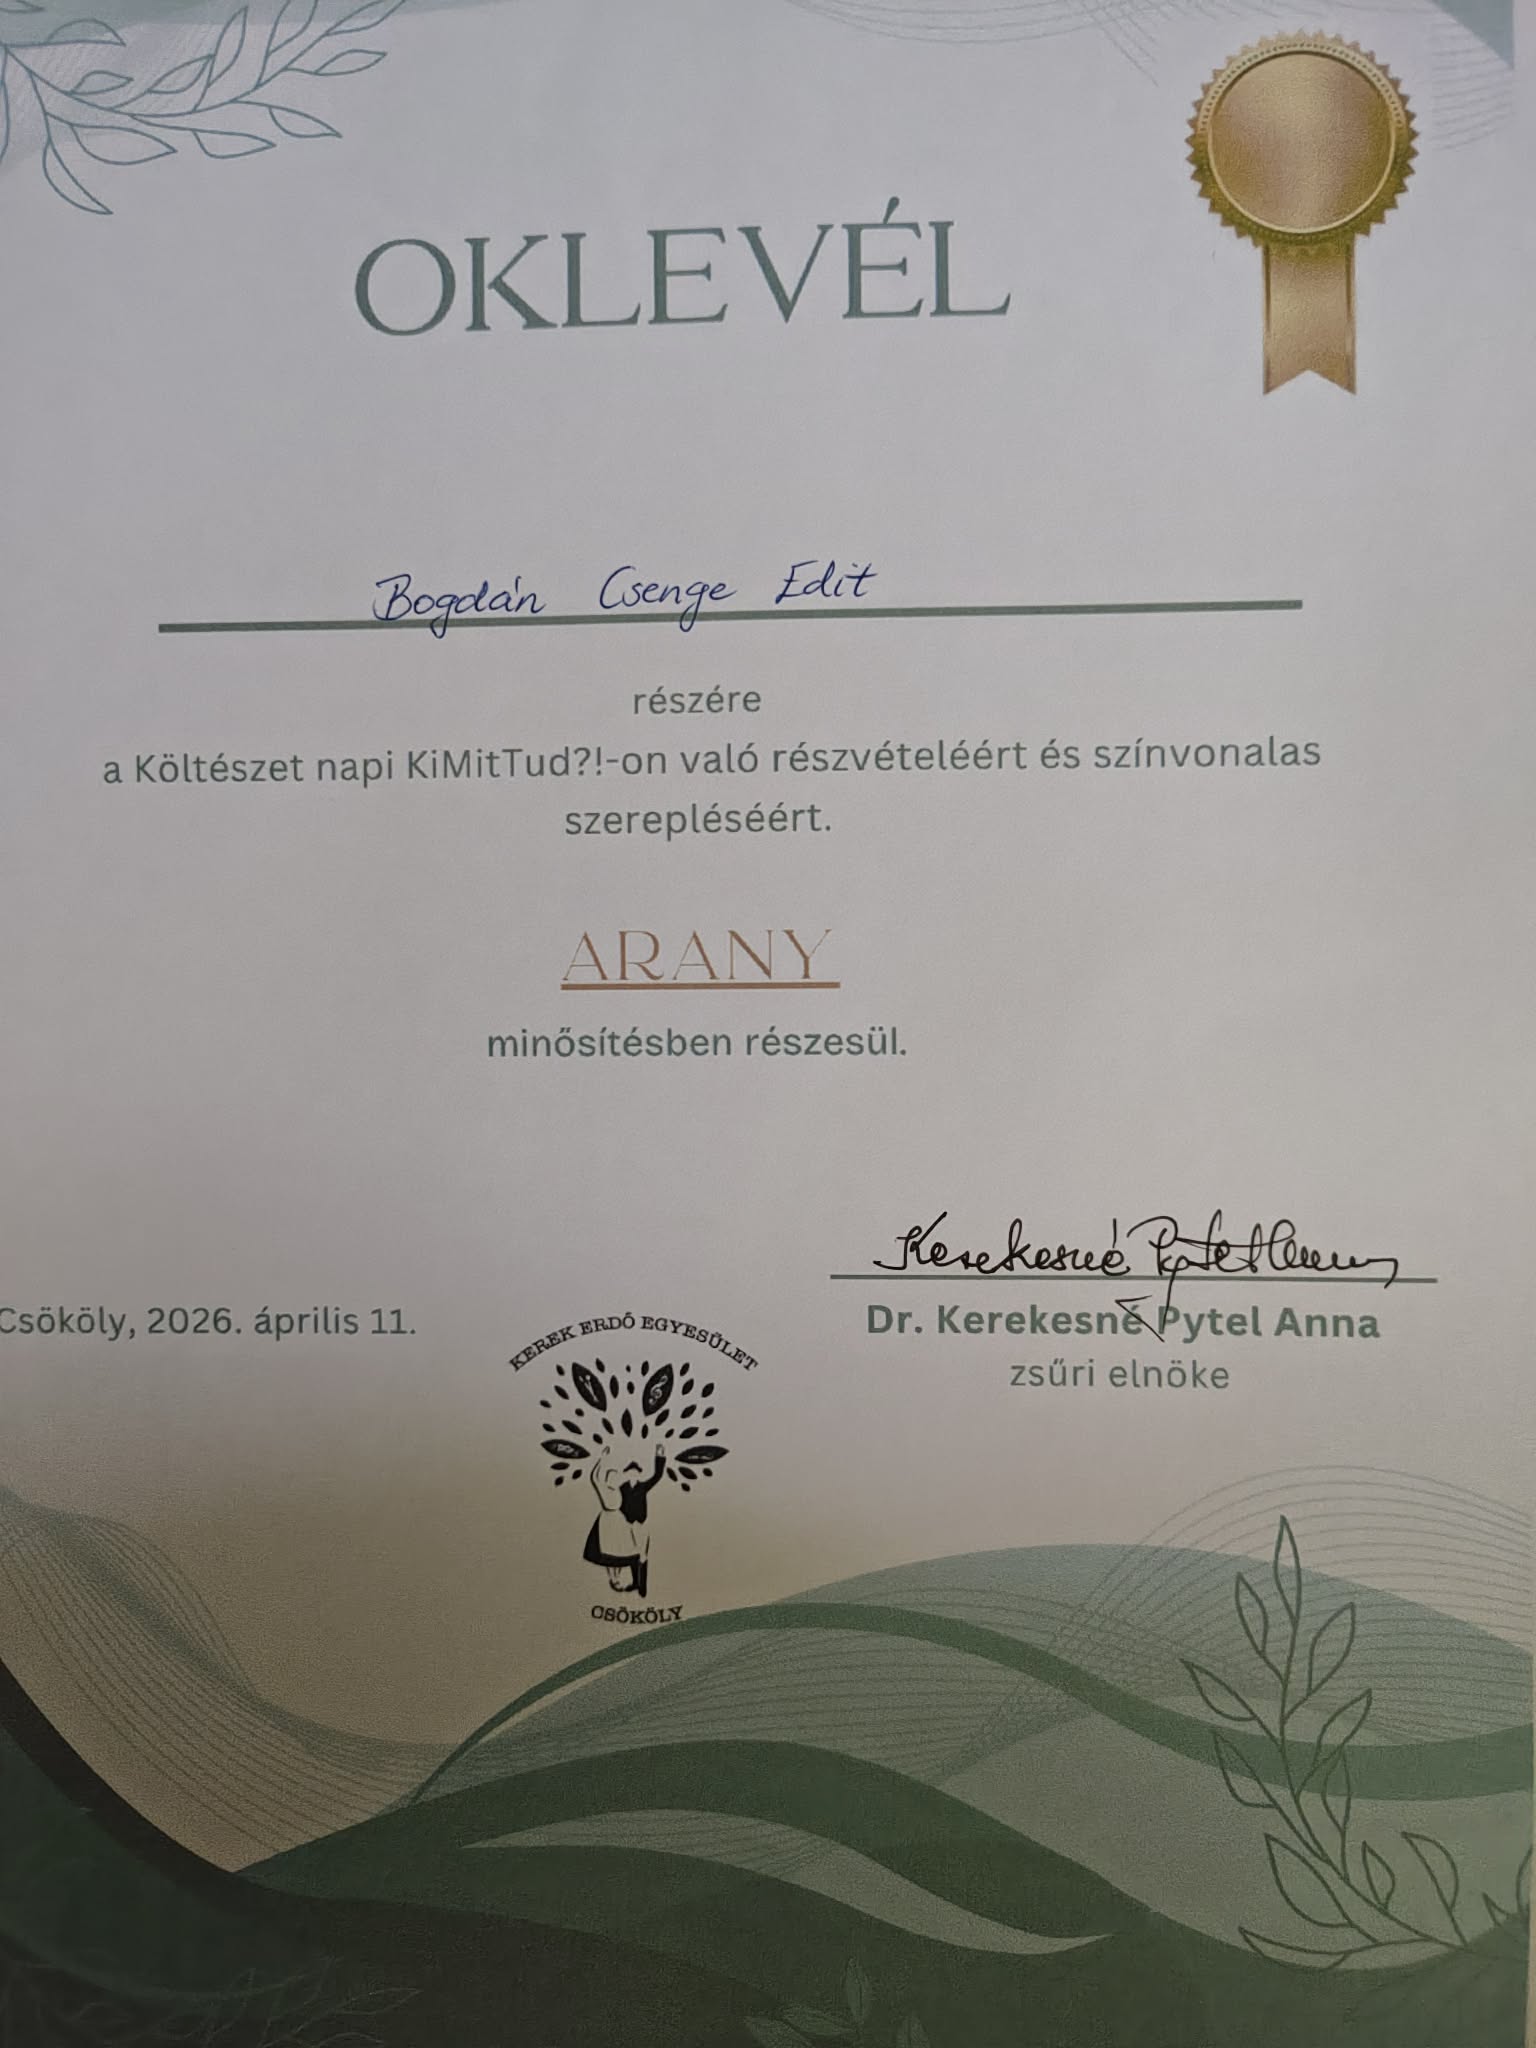 OKLEVÉL
Bogdán Csenge Edit
részére
a Költészet napi KiMitTud?!-on való részvételéért és színvonalas
szerepléséért.
ARANY
minősítésben részesül.
Kerekesné Pytel Anna
Csököly, 2026. április 11.
Dr. Kerekesné Pytel Anna
zsűri elnöke
KEREK ERDŐ EGYESÜLET
CSÖKÖLY